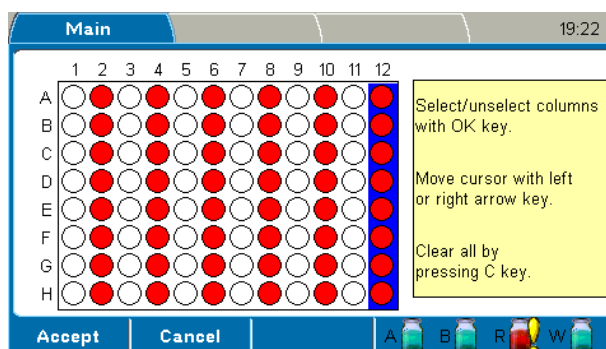 Main 19:22
1 2 3 4 5 6 7 8 9 10 11 12
A
B
C
D
E
F
G
H
Select/unselect columns
with OK key.
Move cursor with left
or right arrow key.
Clear all by
pressing C key.
Accept Cancel A B R W